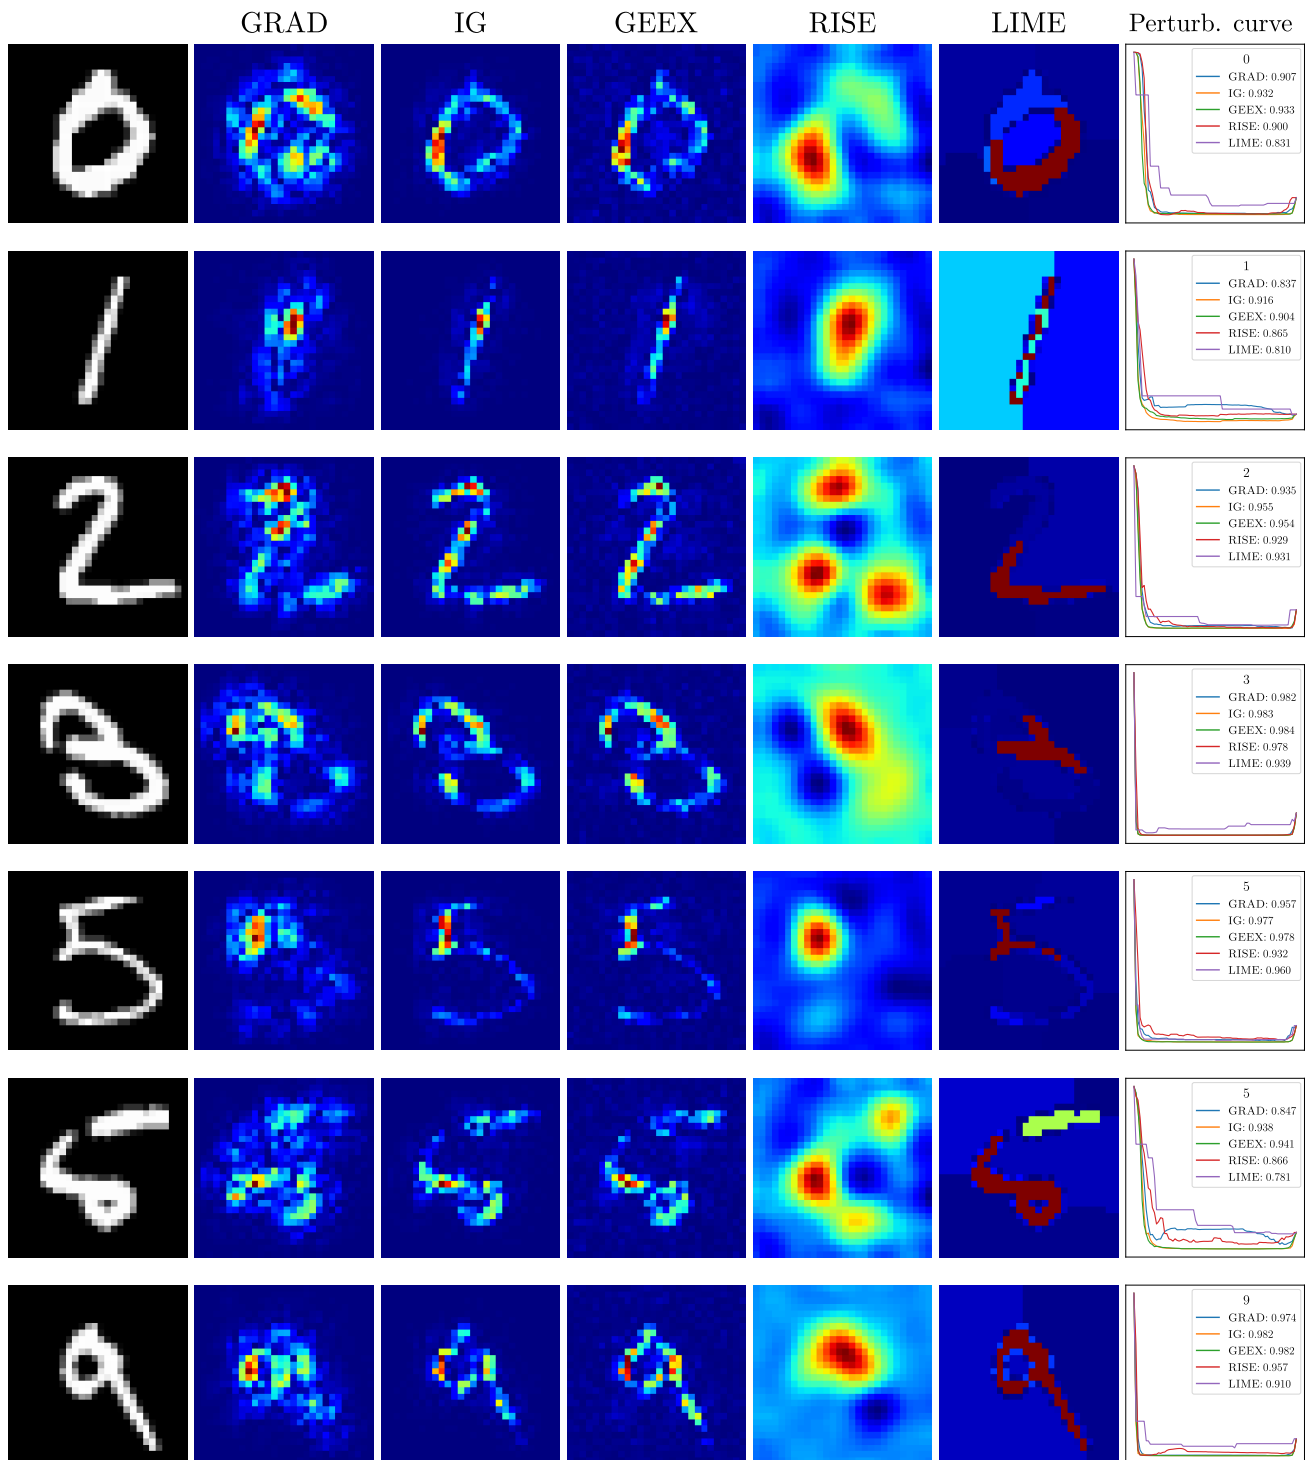 GRAD IG GEEX RISE LIME Perturb. curve
0
GRAD: 0.907
IG: 0.932
GEEX: 0.933
RISE: 0.900
LIME: 0.831
1
GRAD: 0.837
IG: 0.916
GEEX: 0.904
RISE: 0.865
LIME: 0.810
2
GRAD: 0.935
IG: 0.955
GEEX: 0.954
RISE: 0.929
LIME: 0.931
3
GRAD: 0.982
IG: 0.983
GEEX: 0.984
RISE: 0.978
LIME: 0.939
5
GRAD: 0.957
IG: 0.977
GEEX: 0.978
RISE: 0.932
LIME: 0.960
5
GRAD: 0.847
IG: 0.938
GEEX: 0.941
RISE: 0.866
LIME: 0.781
9
GRAD: 0.974
IG: 0.982
GEEX: 0.982
RISE: 0.957
LIME: 0.910